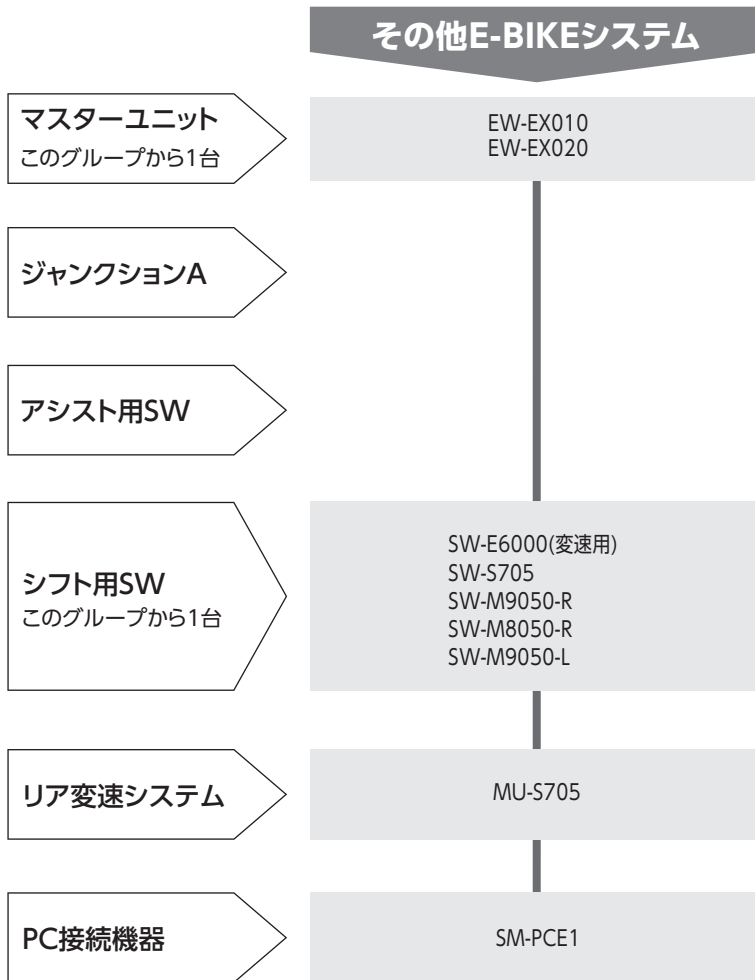 その他E-BIKEシステム
マスターユニット
このグループから1台
EW-EX010
EW-EX020
ジャンクションA
アシスト用SW
シフト用SW
このグループから1台
SW-E6000(変速用)
SW-S705
SW-M9050-R
SW-M8050-R
SW-M9050-L
リア変速システム
MU-S705
PC接続機器
SM-PCE1